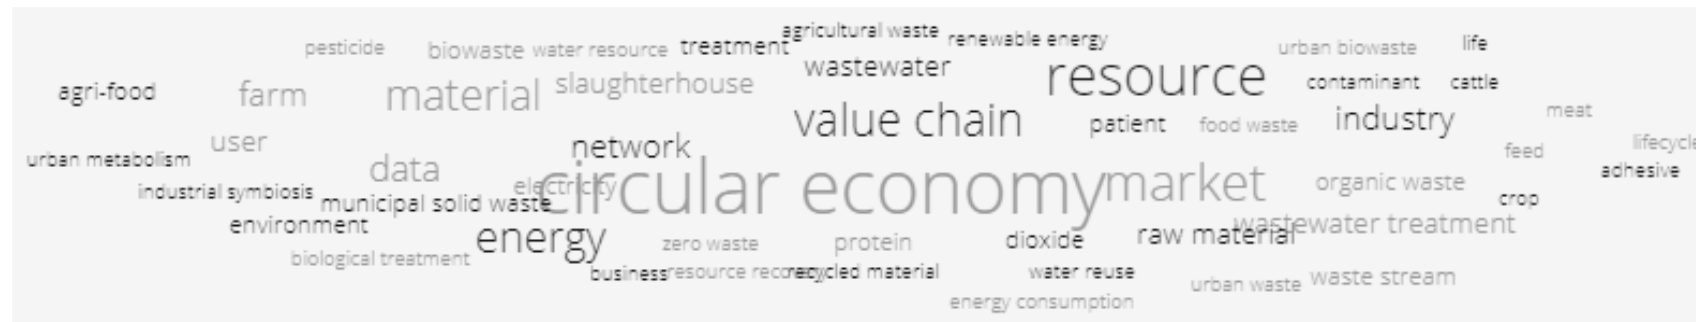 agricultural waste
renewable energy
pesticide
biowaste
water resource
treatment
urban biowaste
life
wastewater
resource
agri-food
farm
material
slaughterhouse
contaminant
cattle
value chain
patient
food waste
industry
meat
user
network
lifecycle
urban metabolism
data
feed
adhesive
industrial symbiosis
municipal solid waste
electricity
circular economy
market
organic waste
crop
environment
energy
zero waste
protein
dioxide
raw material
wastewater treatment
biological treatment
business
resource recovery
recycled material
water reuse
urban waste
waste stream
energy consumption